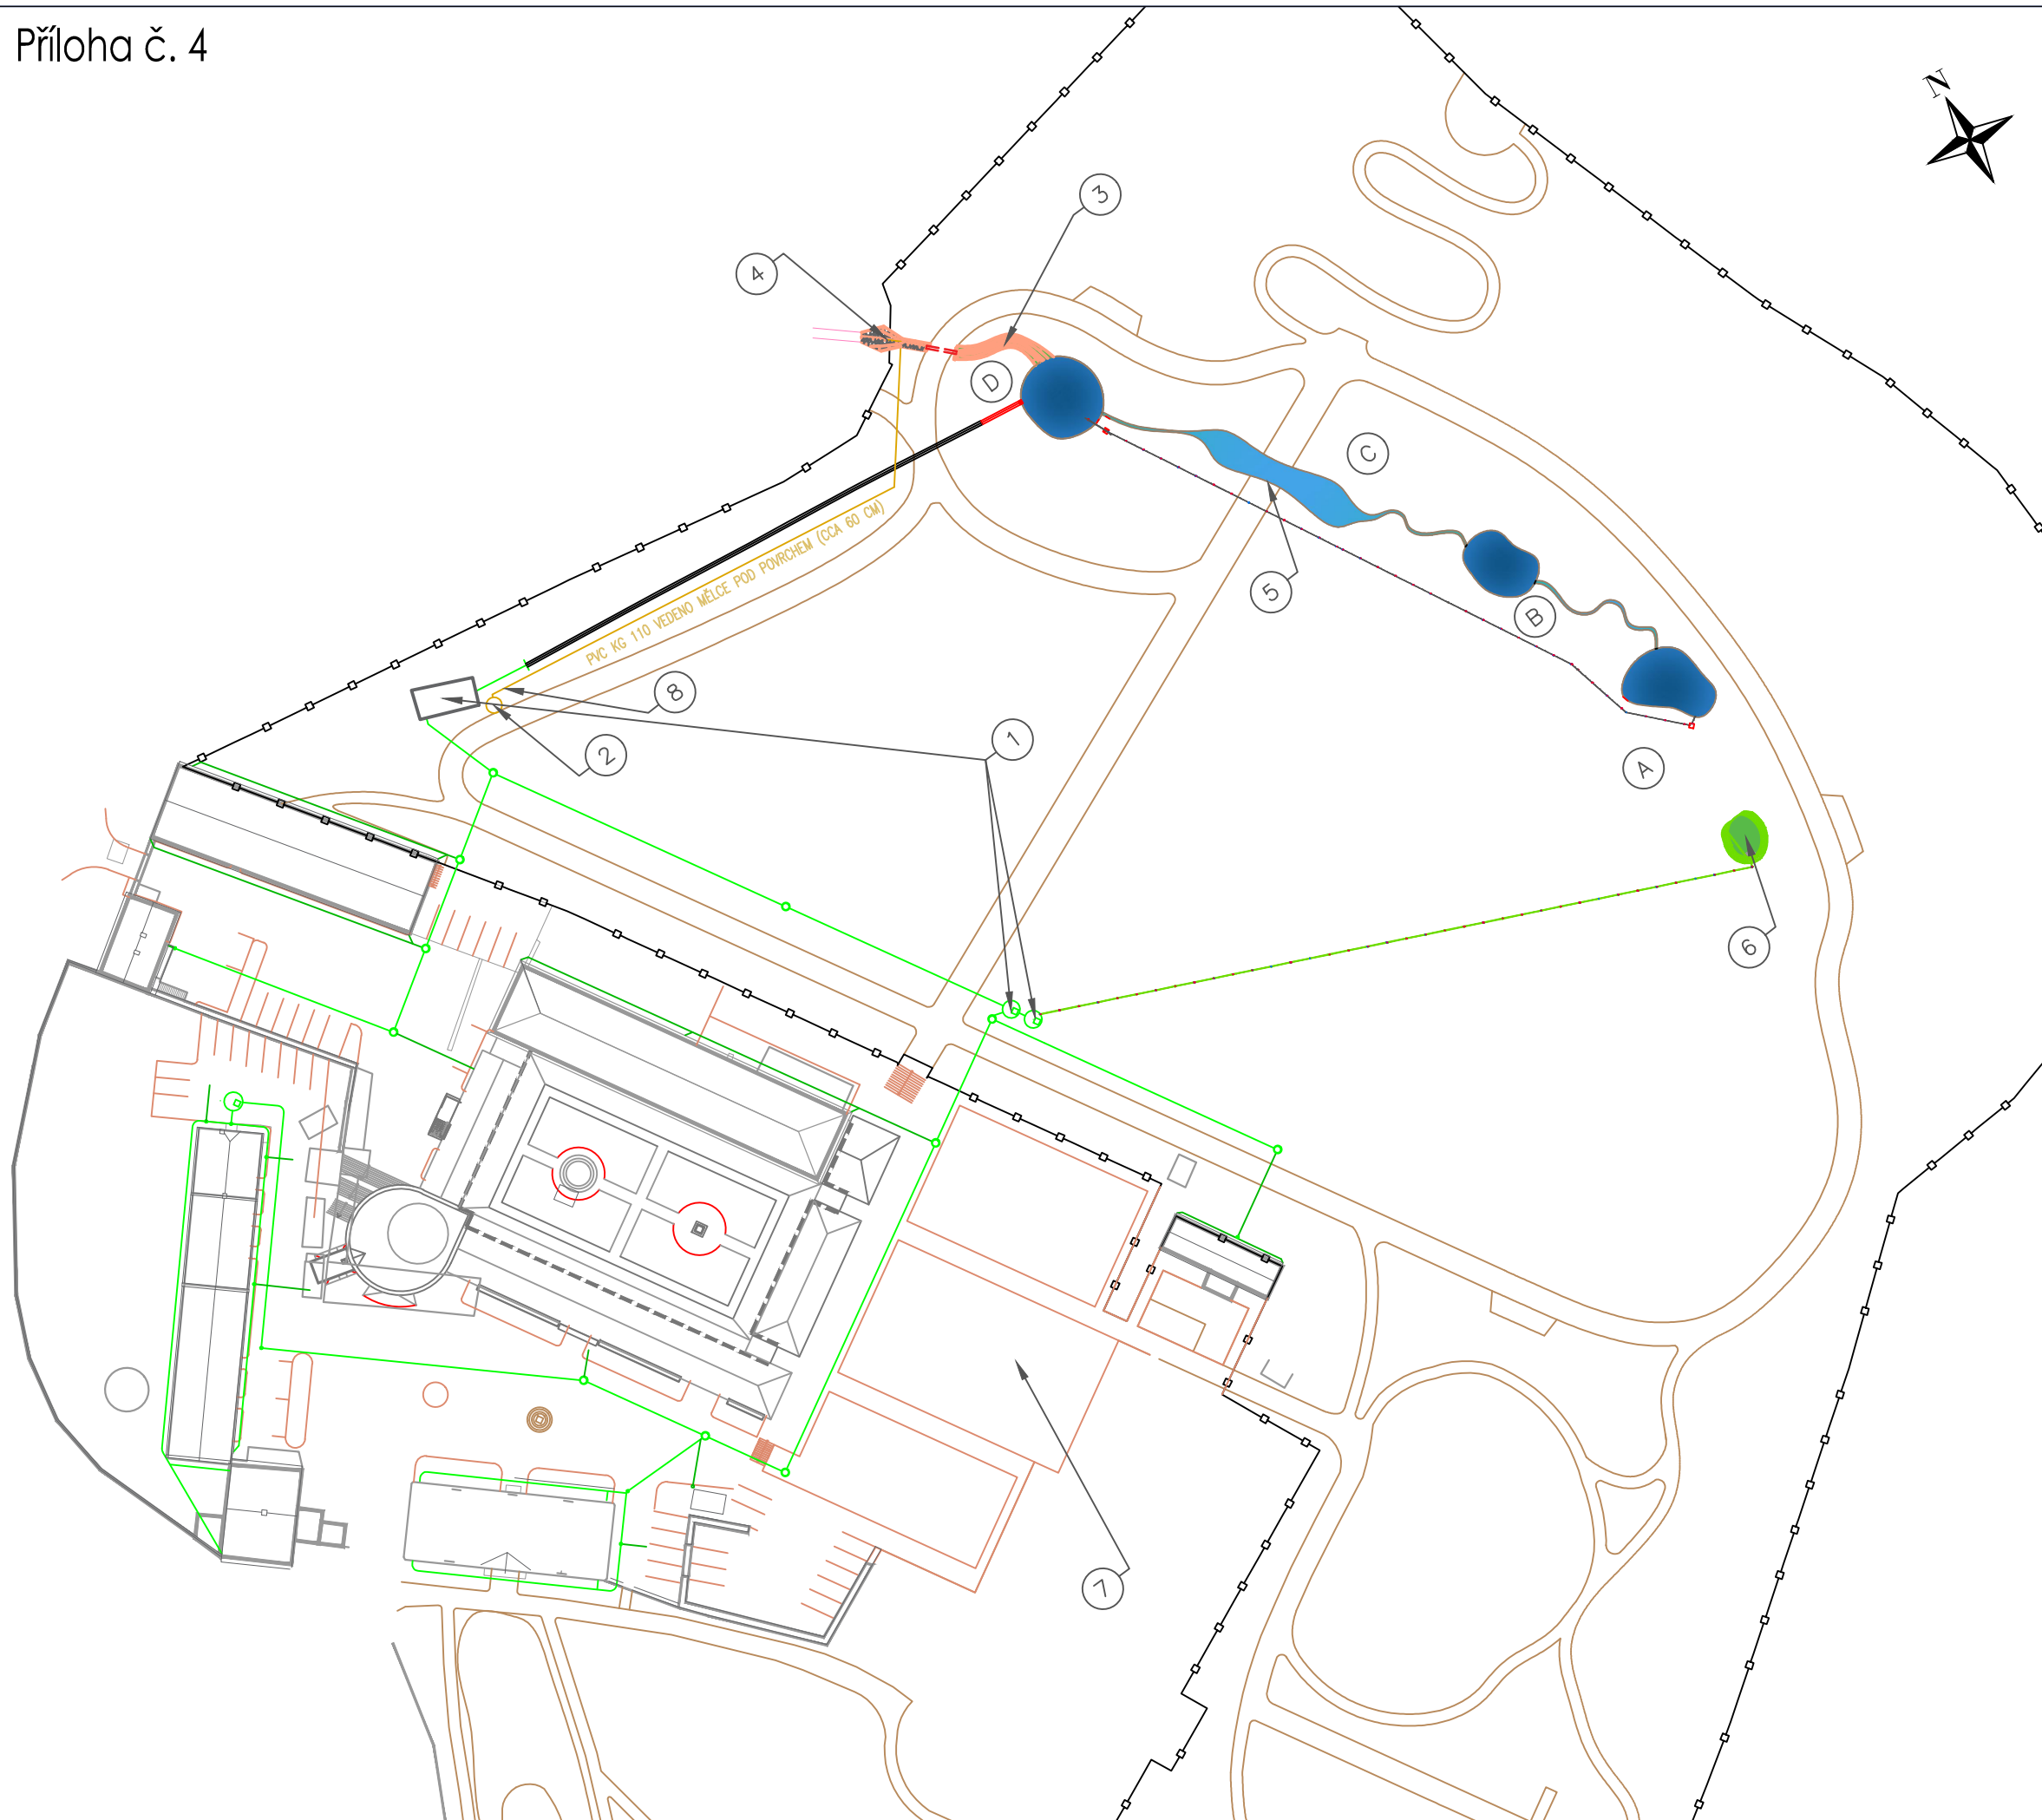 Příloha č. 4
N
3
4
D
C
5
B
PVC KG 110 VEDENO MĚLCE POD POVRCHEM (CCA 60 CM)
8
1
2
A
6
7